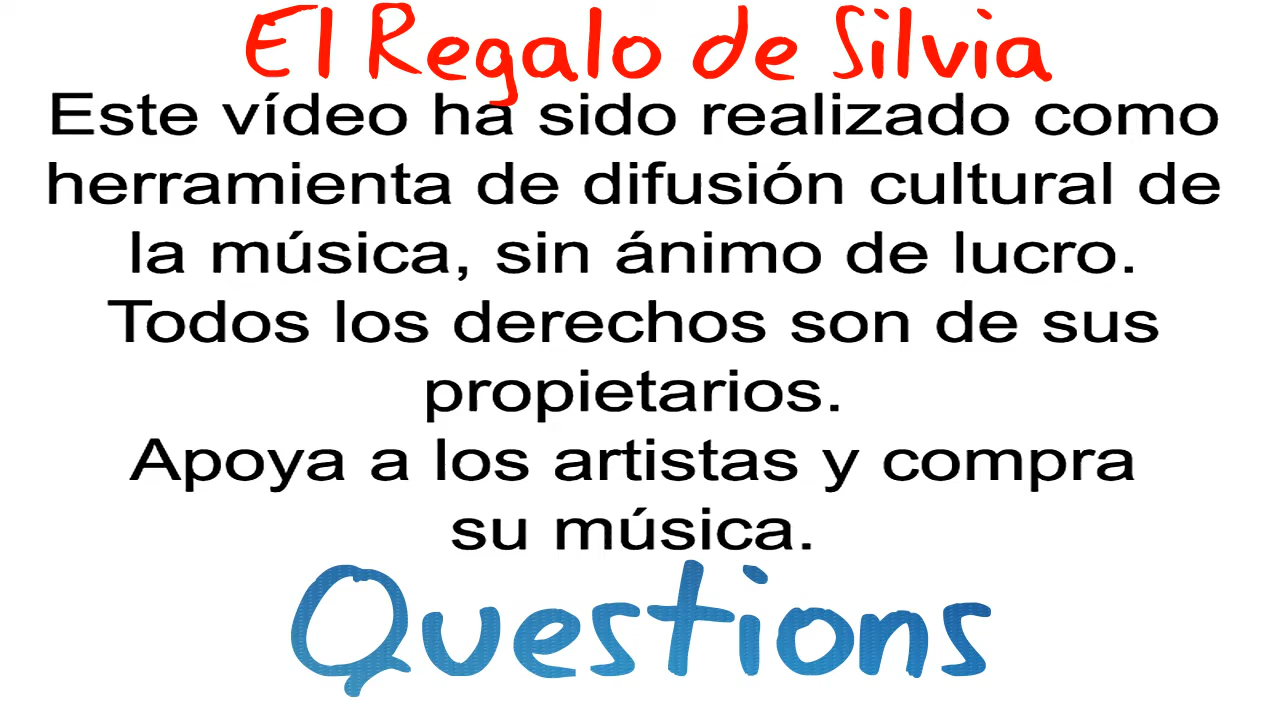 El Regalo de Silvia
Este vídeo ha sido realizado como
herramienta de difusión cultural de
la música, sin ánimo de lucro.
Todos los derechos son de sus
propietarios.
Apoya a los artistas y compra
su música.
Questions